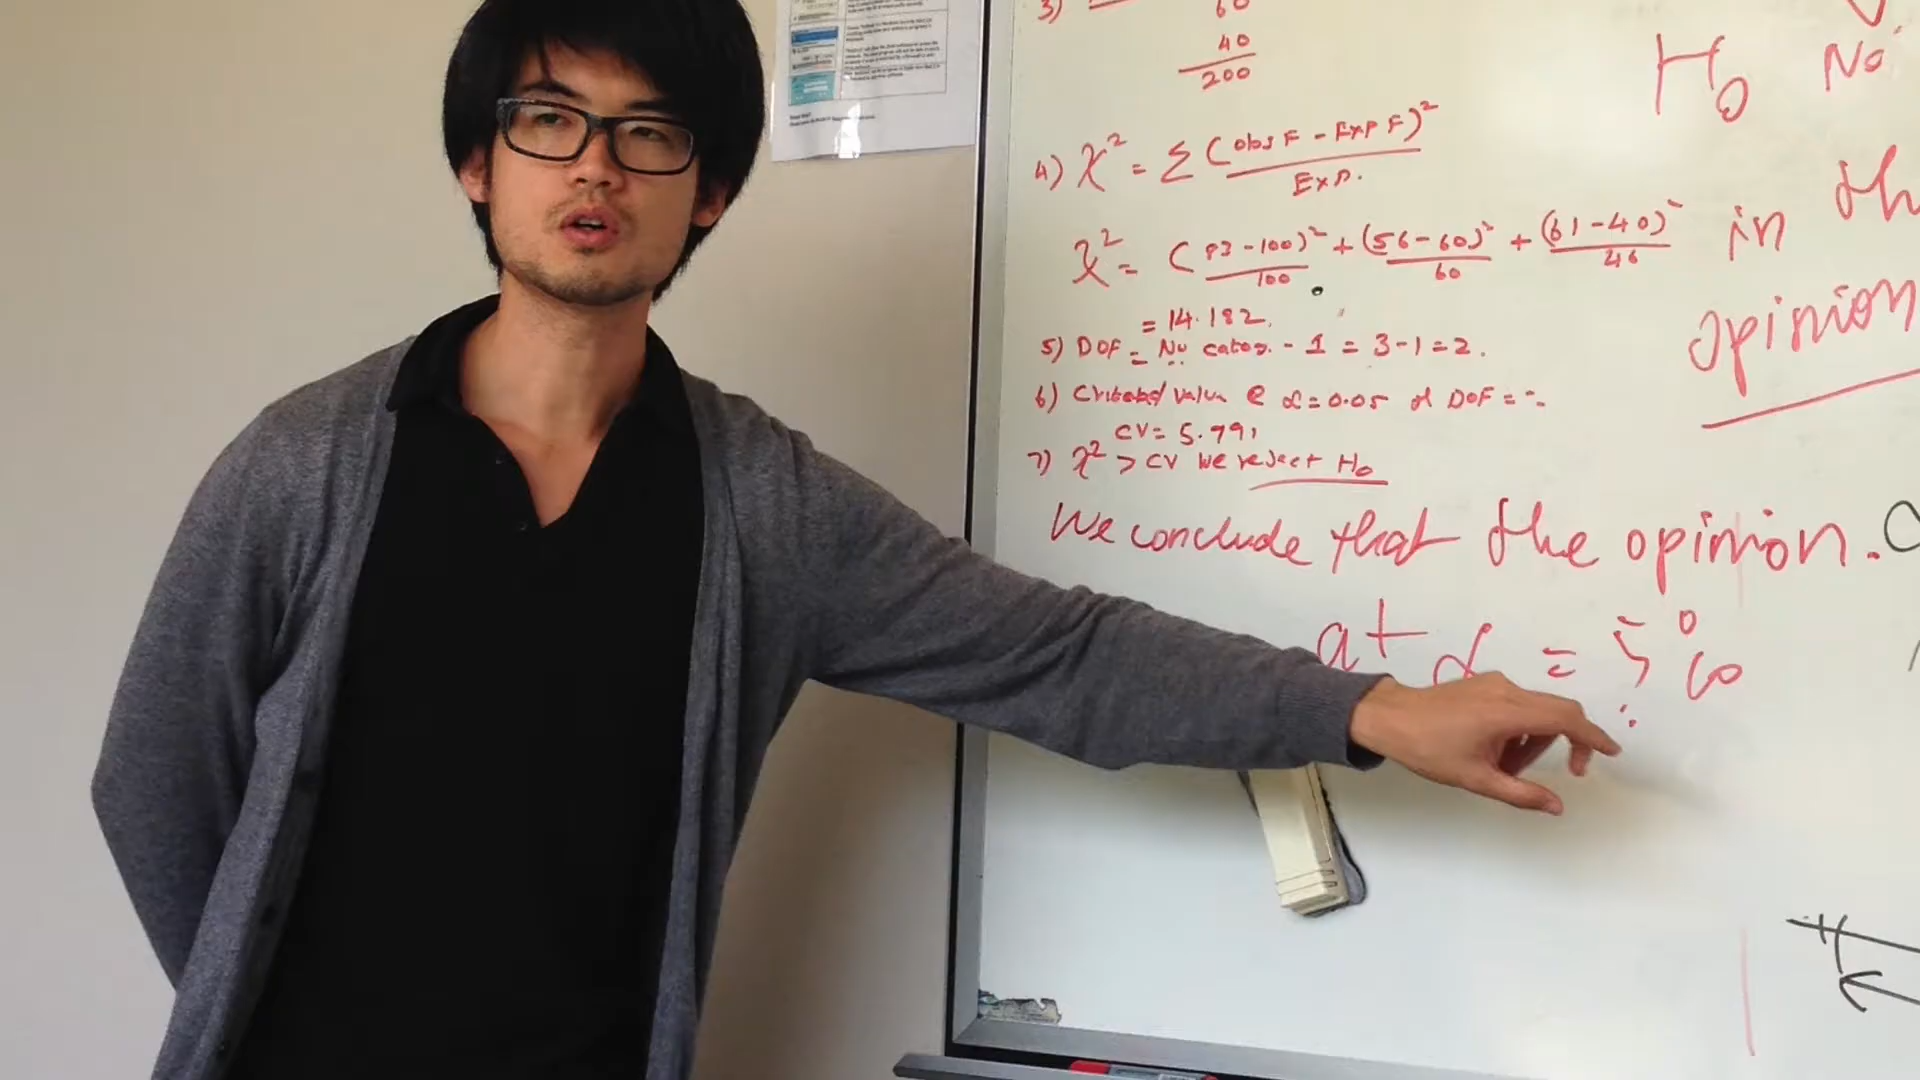 3) 60
40
200
4) χ² = Σ (obs F - Exp F)²
Exp.
χ² = (83-100)² + (56-60)² + (61-40)²
100 60 40
= 14.182.
5) DOF = No categ. - 1 = 3-1 = 2.
6) Critical value @ α = 0.05 DOF =
CV = 5.991
7) χ² > CV we reject H₀
We conclude that the opinion.
at α = 5 %
H₀ No
in the
opinion